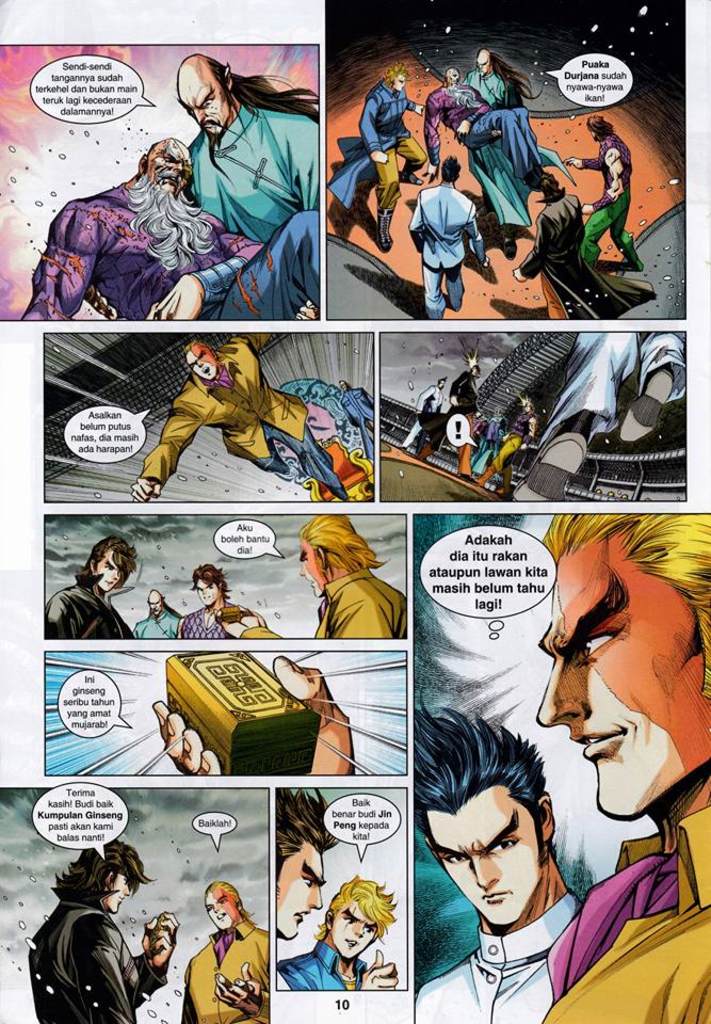 Sendi-sendi
tangannya sudah
terkehel dan bukan main
teruk lagi kecederaan
dalamannya!
Puaka
Durjana sudah
nyawa-nyawa
ikan!
Asalkan
belum putus
nafas, dia masih
ada harapan!
!
Aku
boleh bantu
dia!
Ini
ginseng
seribu tahun
yang amat
mujarab!
Adakah
dia itu rakan
ataupun lawan kita
masih belum tahu
lagi!
Terima
kasih! Budi baik
Kumpulan Ginseng
pasti akan kami
balas nanti!
Baiklah!
Baik
benar budi Jin
Peng kepada
kita!
10